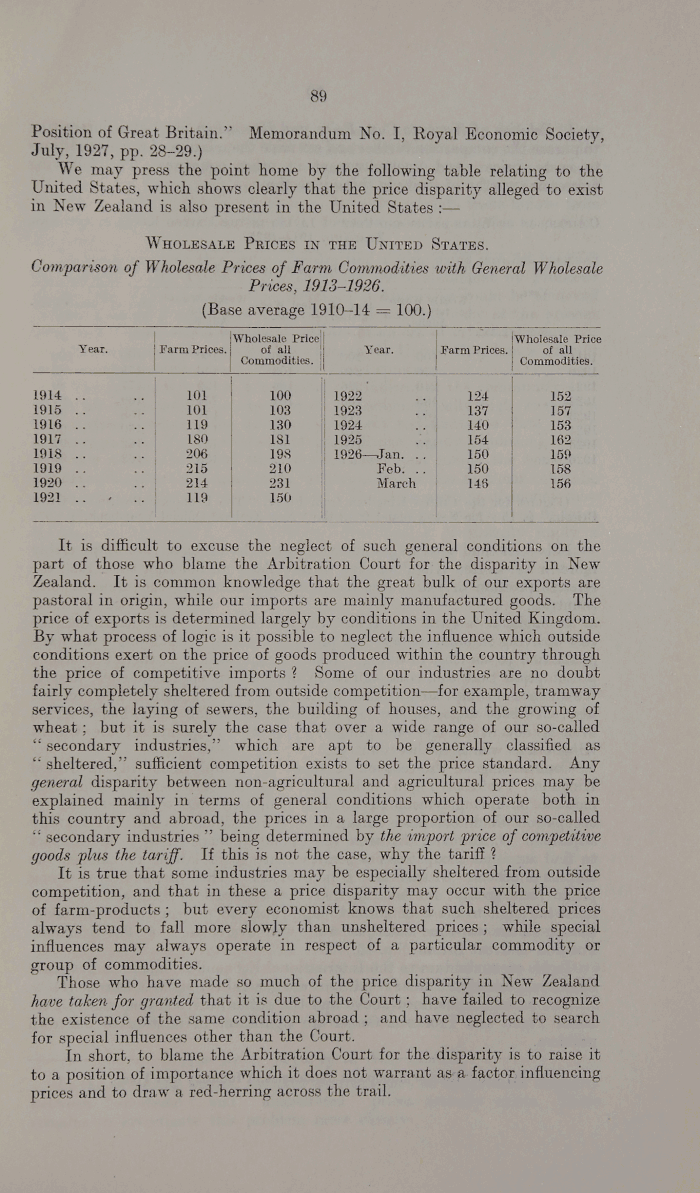 89
Position of Great Britain.” Memorandum No. I, Royal Economic Society,
July, 1927, pp. 28–29.)
We may press the point home by the following table relating to the
United States, which shows clearly that the price disparity alleged to exist
in New Zealand is also present in the United States :—
Wholesale Prices in the United States.
Comparison of Wholesale Prices of Farm Commodities with General Wholesale
Prices, 1913–1926.
(Base average 1910–14 = 100.)
Year. Farm Prices. Wholesale Price of all Commodities. Year. Farm Prices. Wholesale Price of all Commodities.
1914 .. .. 101 100 1922 .. 124 152
1915 .. .. 101 103 1923 .. 137 157
1916 .. .. 119 130 1924 .. 140 153
1917 .. .. 180 181 1925 .. 154 162
1918 .. .. 206 198 1926—Jan. .. 150 159
1919 .. .. 215 210 Feb. .. 150 158
1920 .. .. 214 231 March 146 156
1921 .. .. 119 150
It is difficult to excuse the neglect of such general conditions on the
part of those who blame the Arbitration Court for the disparity in New
Zealand. It is common knowledge that the great bulk of our exports are
pastoral in origin, while our imports are mainly manufactured goods. The
price of exports is determined largely by conditions in the United Kingdom.
By what process of logic is it possible to neglect the influence which outside
conditions exert on the price of goods produced within the country through
the price of competitive imports ? Some of our industries are no doubt
fairly completely sheltered from outside competition—for example, tramway
services, the laying of sewers, the building of houses, and the growing of
wheat ; but it is surely the case that over a wide range of our so-called
“ secondary industries,” which are apt to be generally classified as
“ sheltered,” sufficient competition exists to set the price standard. Any
general disparity between non-agricultural and agricultural prices may be
explained mainly in terms of general conditions which operate both in
this country and abroad, the prices in a large proportion of our so-called
“ secondary industries ” being determined by the import price of competitive
goods plus the tariff. If this is not the case, why the tariff ?
It is true that some industries may be especially sheltered from outside
competition, and that in these a price disparity may occur with the price
of farm-products ; but every economist knows that such sheltered prices
always tend to fall more slowly than unsheltered prices ; while special
influences may always operate in respect of a particular commodity or
group of commodities.
Those who have made so much of the price disparity in New Zealand
have taken for granted that it is due to the Court ; have failed to recognize
the existence of the same condition abroad ; and have neglected to search
for special influences other than the Court.
In short, to blame the Arbitration Court for the disparity is to raise it
to a position of importance which it does not warrant as a factor influencing
prices and to draw a red-herring across the trail.